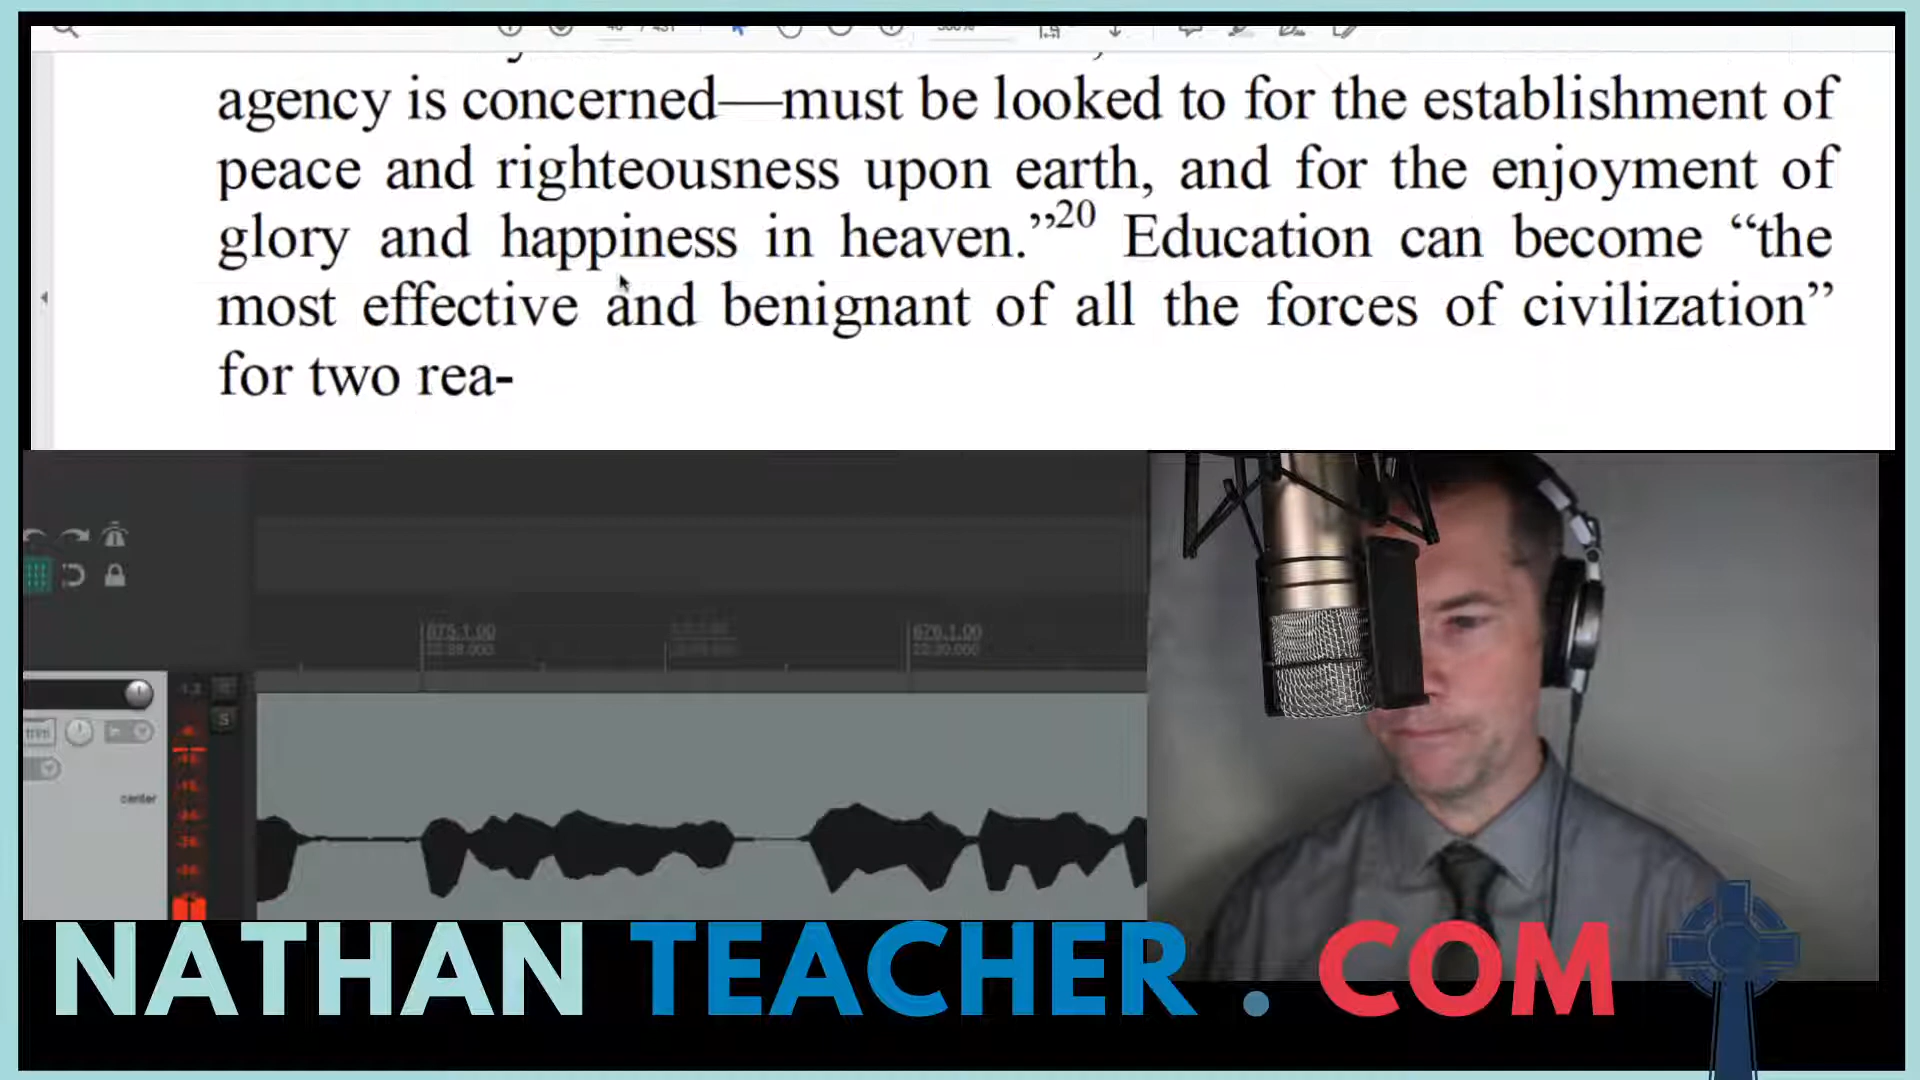 agency is concerned—must be looked to for the establishment of
peace and righteousness upon earth, and for the enjoyment of
glory and happiness in heaven.”20 Education can become “the
most effective and benignant of all the forces of civilization”
for two rea-
center
S
NATHAN TEACHER . COM